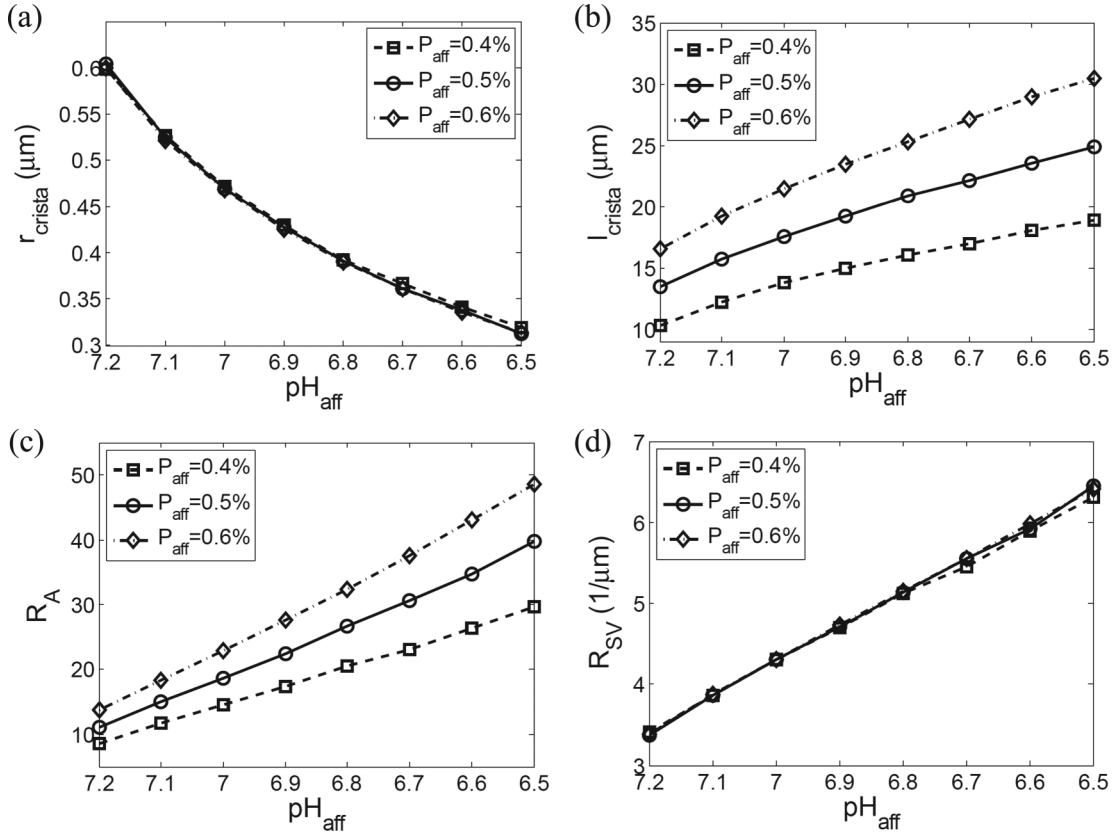 (a)
r_crista (μm)
0.6
0.5
0.45
0.4
0.35
0.3
7.2 7.1 7 6.9 6.8 6.7 6.6 6.5
pH_aff
P_aff=0.4%
P_aff=0.5%
P_aff=0.6%
(b)
l_crista (μm)
35
30
25
20
15
10
7.2 7.1 7 6.9 6.8 6.7 6.6 6.5
pH_aff
P_aff=0.4%
P_aff=0.5%
P_aff=0.6%
(c)
R_A
50
40
30
20
10
7.2 7.1 7 6.9 6.8 6.7 6.6 6.5
pH_aff
P_aff=0.4%
P_aff=0.5%
P_aff=0.6%
(d)
R_SV (1/μm)
7
6
5
4
3
7.2 7.1 7 6.9 6.8 6.7 6.6 6.5
pH_aff
P_aff=0.4%
P_aff=0.5%
P_aff=0.6%